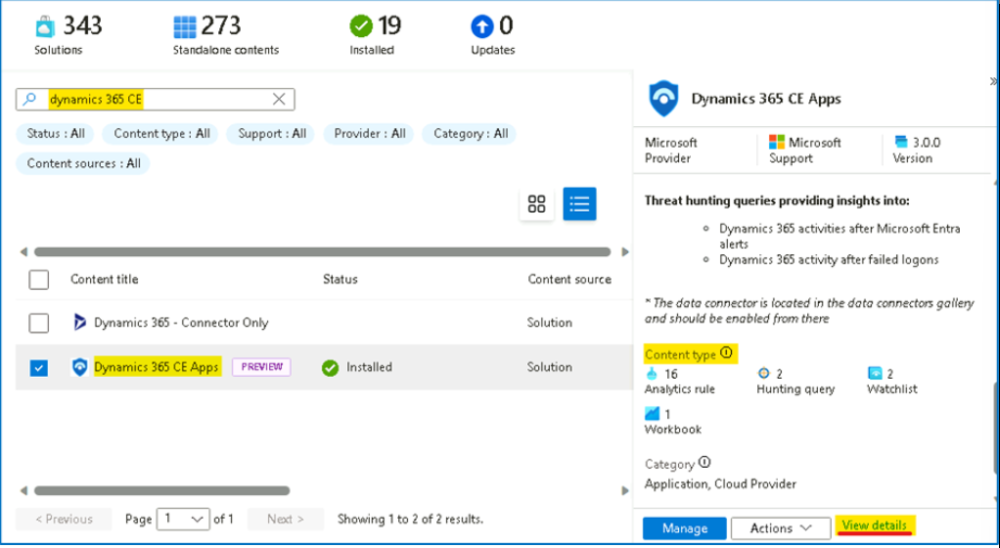 343
Solutions
273
Standalone contents
19
Installed
0
Updates
dynamics 365 CE
Status : All
Content type : All
Support : All
Provider : All
Category : All
Content sources : All
Content title
Status
Content source
Dynamics 365 - Connector Only
Solution
Dynamics 365 CE Apps
PREVIEW
Installed
Solution
< Previous
Page 1 of 1
Next >
Showing 1 to 2 of 2 results.
Dynamics 365 CE Apps
Microsoft
Provider
Microsoft
Support
3.0.0
Version
Threat hunting queries providing insights into:
Dynamics 365 activities after Microsoft Entra
alerts
Dynamics 365 activity after failed logons
* The data connector is located in the data connectors gallery
and should be enabled from there
Content type
16
Analytics rule
2
Hunting query
2
Watchlist
1
Workbook
Category
Application, Cloud Provider
Manage
Actions
View details